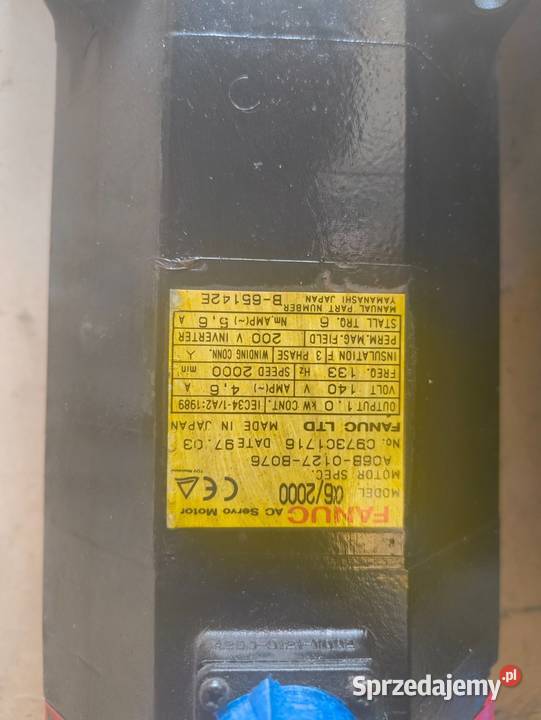 FANUC AC Servo Motor
MODEL α6/2000
MOTOR SPEC.
A06B-0127-B076
No. C973C1716 DATE 97.03
FANUC LTD MADE IN JAPAN
OUTPUT 1.0 kW CONT. IEC34-1/A2:1989
VOLT 140 V AMP(~) 4,6 A
FREQ. 133 Hz SPEED 2000 min⁻¹
INSULATION F 3 PHASE WINDING CONN. Y
PERM.MAG.FIELD 200 V INVERTER
STALL TRQ. 6 Nm,AMP(~) 5,6 A
MANUAL PART NUMBER
YAMANASHI JAPAN B-65142E
CE
Sprzedajemy.pl